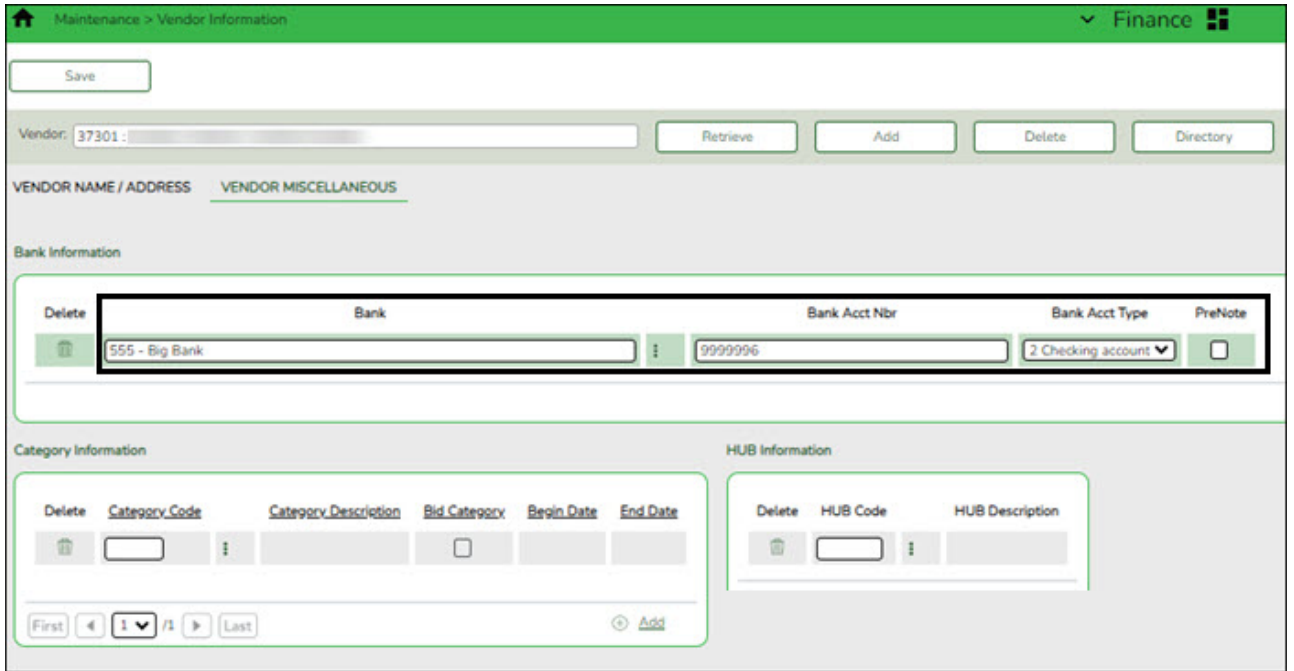 Maintenance > Vendor Information Finance
Save
Vendor: 37301 : Retrieve Add Delete Directory
VENDOR NAME / ADDRESS VENDOR MISCELLANEOUS
Bank Information
Delete Bank Bank Acct Nbr Bank Acct Type PreNote
555 - Big Bank 9999996 2 Checking account
Category Information HUB Information
Delete Category Code Category Description Bid Category Begin Date End Date Delete HUB Code HUB Description
First 1 /1 Last Add